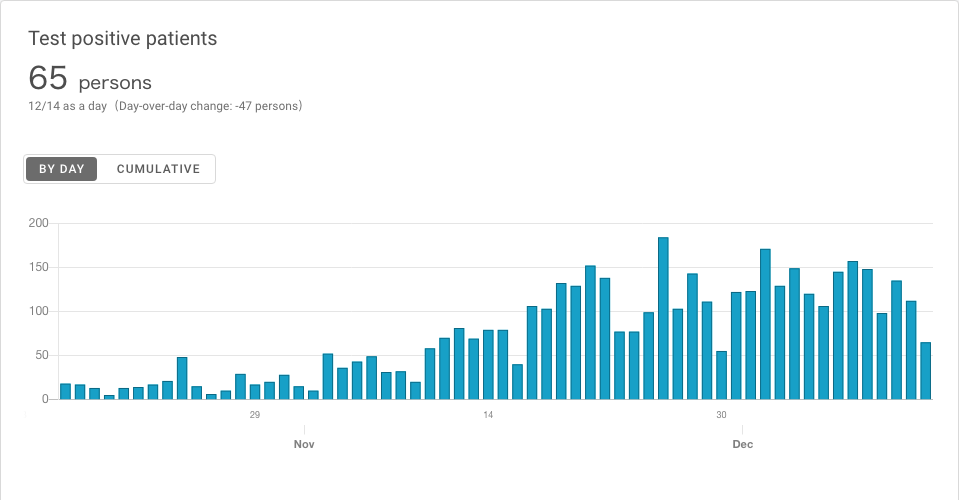 Test positive patients
65 persons
12/14 as a day（Day-over-day change: -47 persons）
BY DAY CUMULATIVE
200
150
100
50
0
29 14 30
Nov Dec